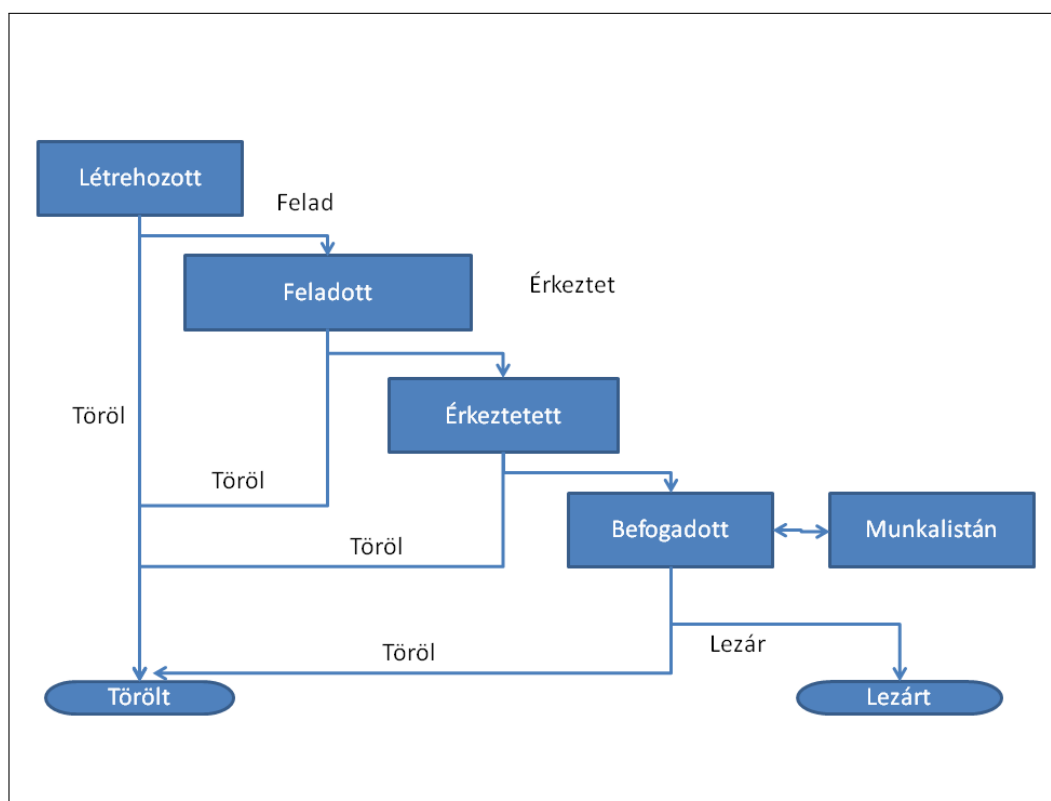 Létrehozott
Felad
Feladott
Érkeztet
Töröl
Érkeztetett
Töröl
Befogadott
Munkalistán
Töröl
Lezár
Töröl
Törölt
Lezárt